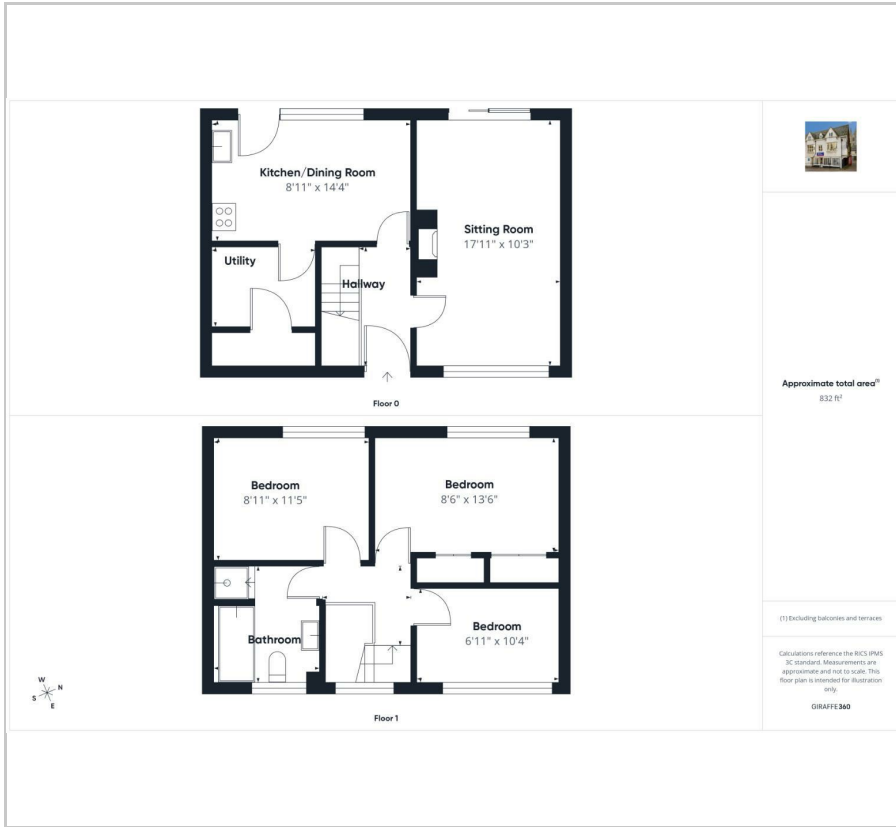 Kitchen/Dining Room
8'11" x 14'4"
Sitting Room
17'11" x 10'3"
Utility
Hallway
Floor 0
Approximate total area(1)
832 ft²
Bedroom
8'11" x 11'5"
Bedroom
8'6" x 13'6"
Bathroom
Bedroom
6'11" x 10'4"
Floor 1
W
N
S
E
(1) Excluding balconies and terraces
Calculations reference the RICS IPMS
3C standard. Measurements are
approximate and not to scale. This
floor plan is intended for illustration
only.
GIRAFFE360